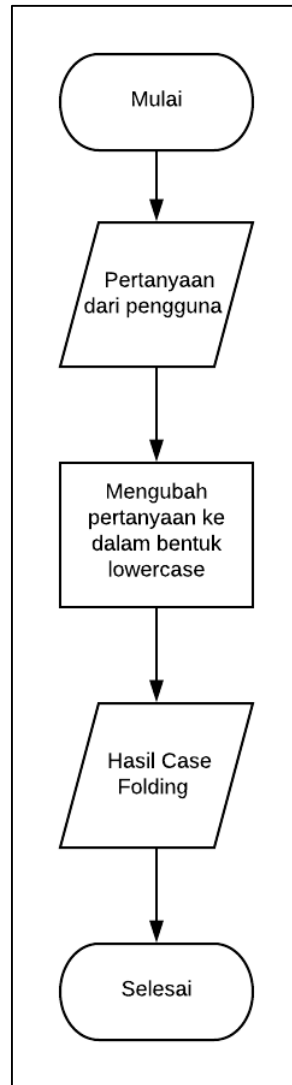 Mulai
Pertanyaan
dari pengguna
Mengubah
pertanyaan ke
dalam bentuk
lowercase
Hasil Case
Folding
Selesai